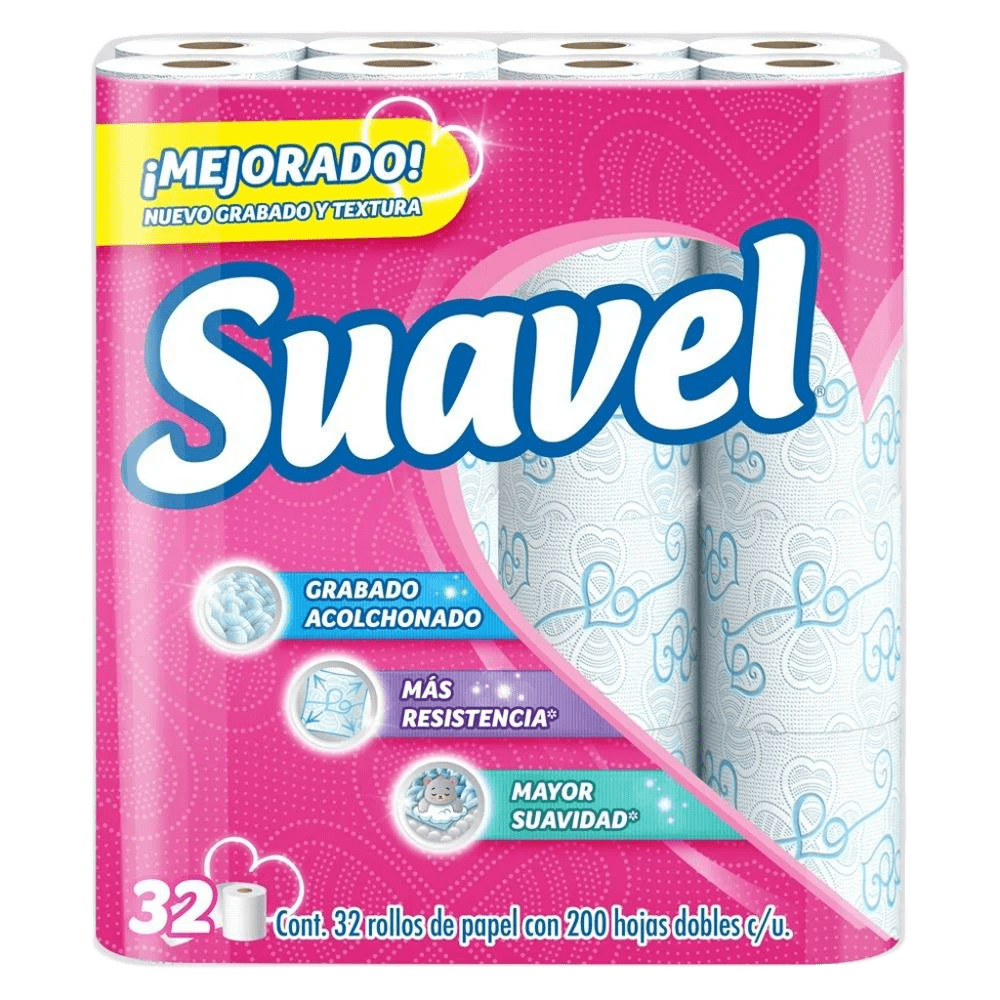 ¡MEJORADO!
NUEVO GRABADO Y TEXTURA
Suavel®
GRABADO
ACOLCHONADO
MÁS
RESISTENCIA*
MAYOR
SUAVIDAD*
32
Cont. 32 rollos de papel con 200 hojas dobles c/u.